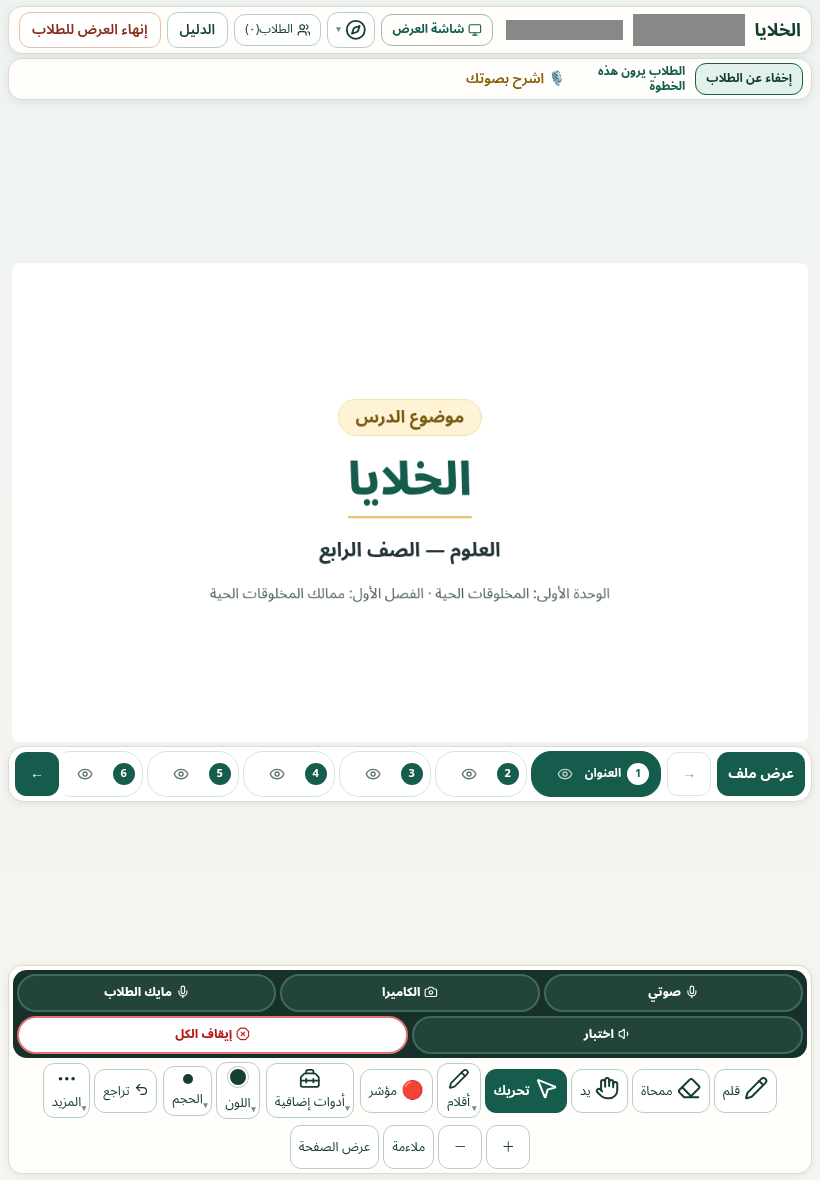 الخلايا
شاشة العرض
الطلاب(٠)
الدليل
إنهاء العرض للطلاب
إخفاء عن الطلاب
الطلاب يرون هذه
الخطوة
🎙️ اشرح بصوتك
موضوع الدرس
الخلايا
العلوم — الصف الرابع
الوحدة الأولى: المخلوقات الحية · الفصل الأول: ممالك المخلوقات الحية
عرض ملف
→
1 العنوان
2
3
4
5
6
←
صوتي
الكاميرا
مايك الطلاب
اختبار
إيقاف الكل
قلم
ممحاة
يد
تحريك
أقلام
🔴 مؤشر
أدوات إضافية
اللون
الحجم
تراجع
المزيد
+
−
ملاءمة
عرض الصفحة